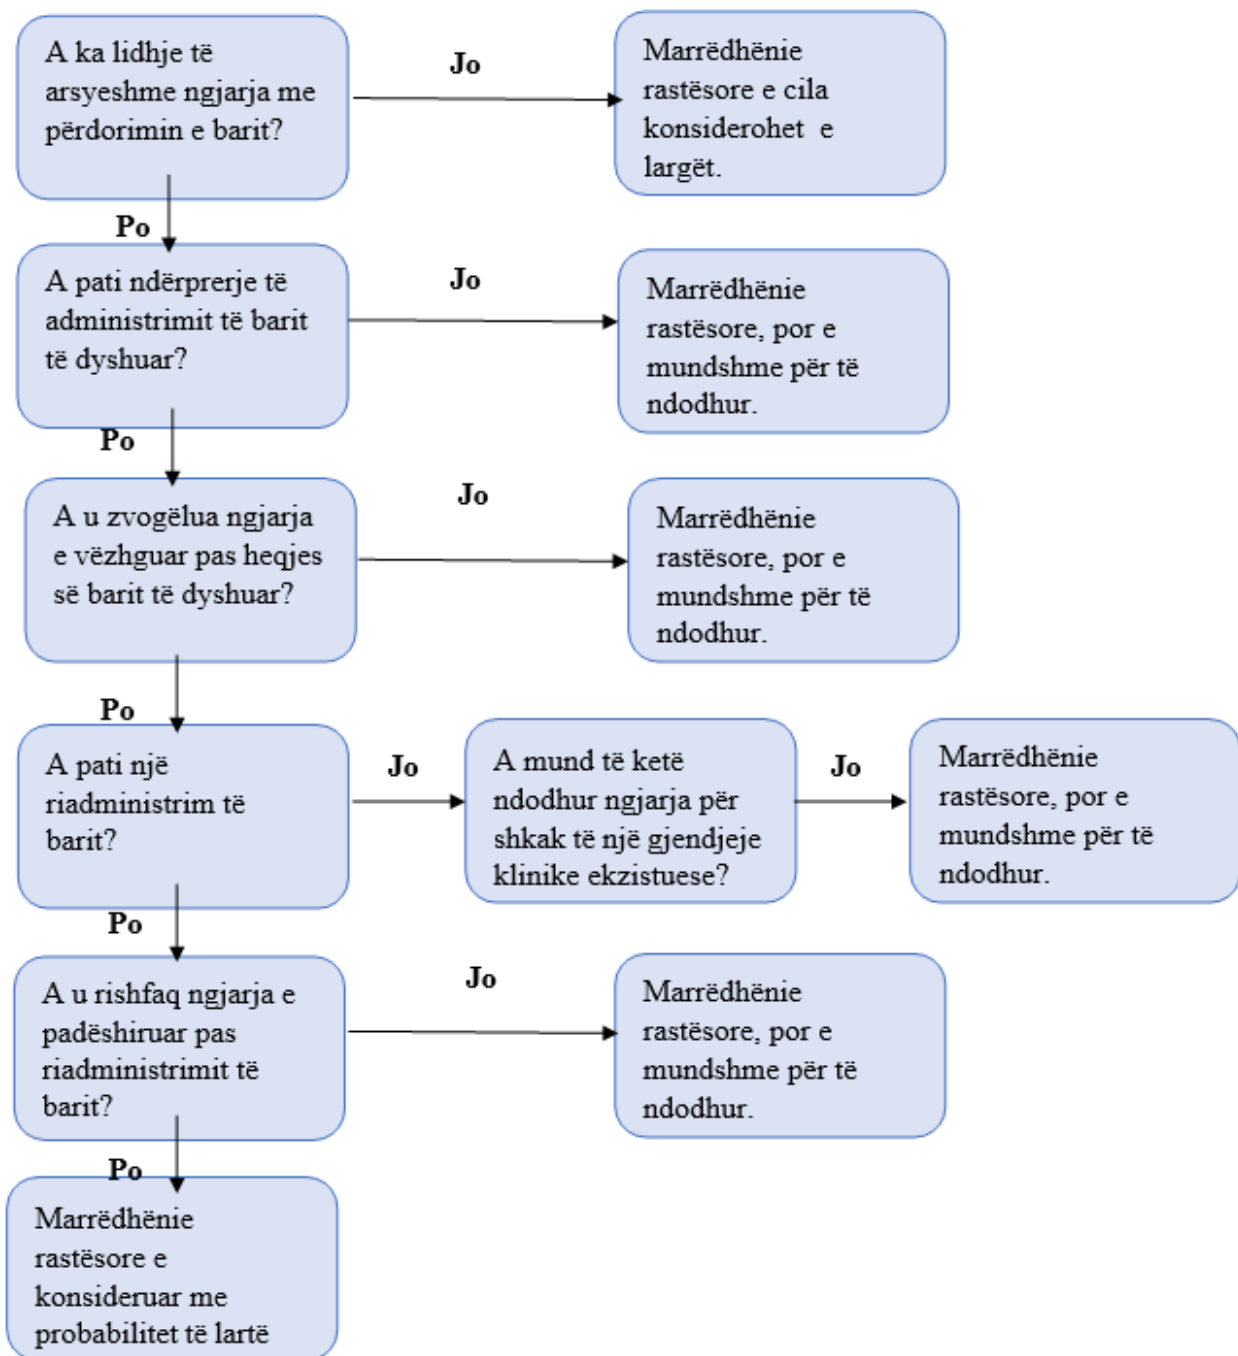 A ka lidhje të
arsyeshme ngjarja me
përdorimin e barit?
Jo
Marrëdhënie
rastësore e cila
konsiderohet e
largët.
Po
A pati ndërprerje të
administrimit të barit
të dyshuar?
Jo
Marrëdhënie
rastësore, por e
mundshme për të
ndodhur.
Po
A u zvogëlua ngjarja
e vëzhguar pas heqjes
së barit të dyshuar?
Jo
Marrëdhënie
rastësore, por e
mundshme për të
ndodhur.
Po
A pati një
riadministrim të
barit?
Jo
A mund të ketë
ndodhur ngjarja për
shkak të një gjendjeje
klinike ekzistuese?
Jo
Marrëdhënie
rastësore, por e
mundshme për të
ndodhur.
Po
A u rishfaq ngjarja e
padëshiruar pas
riadministrimit të
barit?
Jo
Marrëdhënie
rastësore, por e
mundshme për të
ndodhur.
Po
Marrëdhënie
rastësore e
konsideruar me
probabilitet të lartë